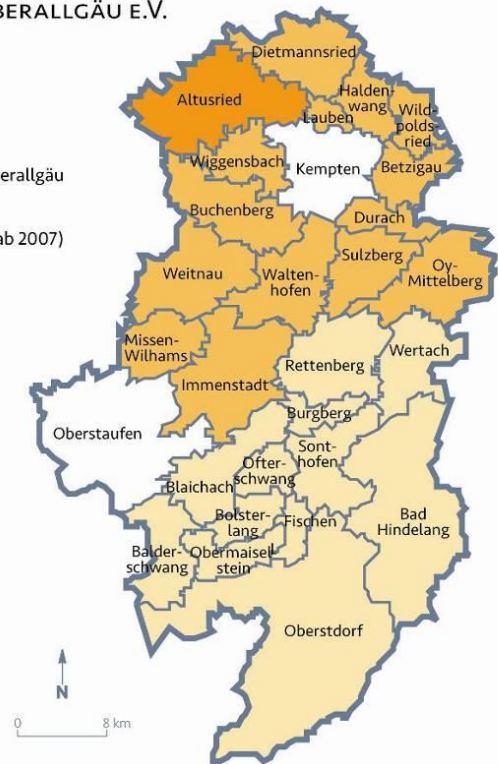 BERALLGÄU E.V.
Dietmannsried
Altusried
Halden-
wang
Lauben
Wild-
polds-
ried
Wiggensbach
Kempten
Betzigau
erallgäu
Buchenberg
Durach
ab 2007)
Sulzberg
Weitnau
Walten-
hofen
Oy-
Mittelberg
Missen-
Wilhams
Immenstadt
Rettenberg
Wertach
Burgberg
Oberstaufen
Sont-
hofen
Ofter-
schwang
Blaichach
Bolster-
lang
Fischen
Bad
Hindelang
Balder-
schwang
Obermaisel
stein
Oberstdorf
N
0 8 km